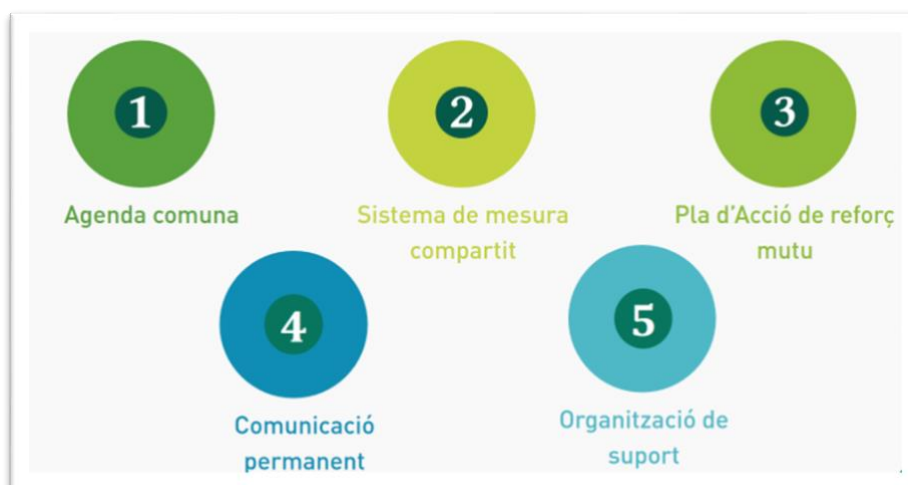 1
2
3
Agenda comuna
Sistema de mesura
compartit
Pla d'Acció de reforç
mutu
4
5
Comunicació
permanent
Organització de
suport